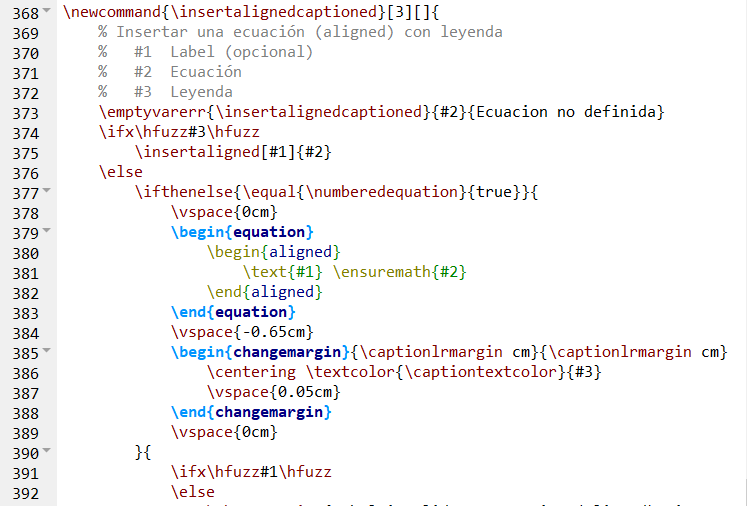 368 \newcommand{\insertalignedcaptioned}[3][]{
369 % Insertar una ecuación (aligned) con leyenda
370 % #1 Label (opcional)
371 % #2 Ecuación
372 % #3 Leyenda
373 \emptyvarerr{\insertalignedcaptioned}{#2}{Ecuacion no definida}
374 \ifx\hfuzz#3\hfuzz
375 \insertaligned[#1]{#2}
376 \else
377 \ifthenelse{\equal{\numberedequation}{true}}{
378 \vspace{0cm}
379 \begin{equation}
380 \begin{aligned}
381 \text{#1} \ensuremath{#2}
382 \end{aligned}
383 \end{equation}
384 \vspace{-0.65cm}
385 \begin{changemargin}{\captionlrmargin cm}{\captionlrmargin cm}
386 \centering \textcolor{\captiontextcolor}{#3}
387 \vspace{0.05cm}
388 \end{changemargin}
389 \vspace{0cm}
390 }{
391 \ifx\hfuzz#1\hfuzz
392 \else